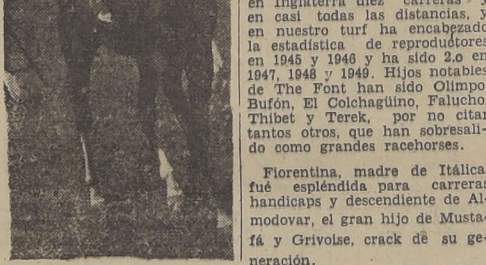 en Inglaterra diez carreras y
en casi todas las distancias, y
en nuestro turf ha encabezado
la estadística de reproductores
en 1945 y 1946 y ha sido 2.o en
1947, 1948 y 1949. Hijos notables
de The Font han sido Olimpo,
Bufón, El Colchagüino, Falucho,
Thibet y Terek, por no citar
tantos otros, que han sobresali-
do como grandes racehorses.
Fiorentina, madre de Itálica
fué espléndida para carreras
handicaps y descendiente de Al-
modovar, el gran hijo de Musta-
fá y Grivoise, crack de su ge-
neración.